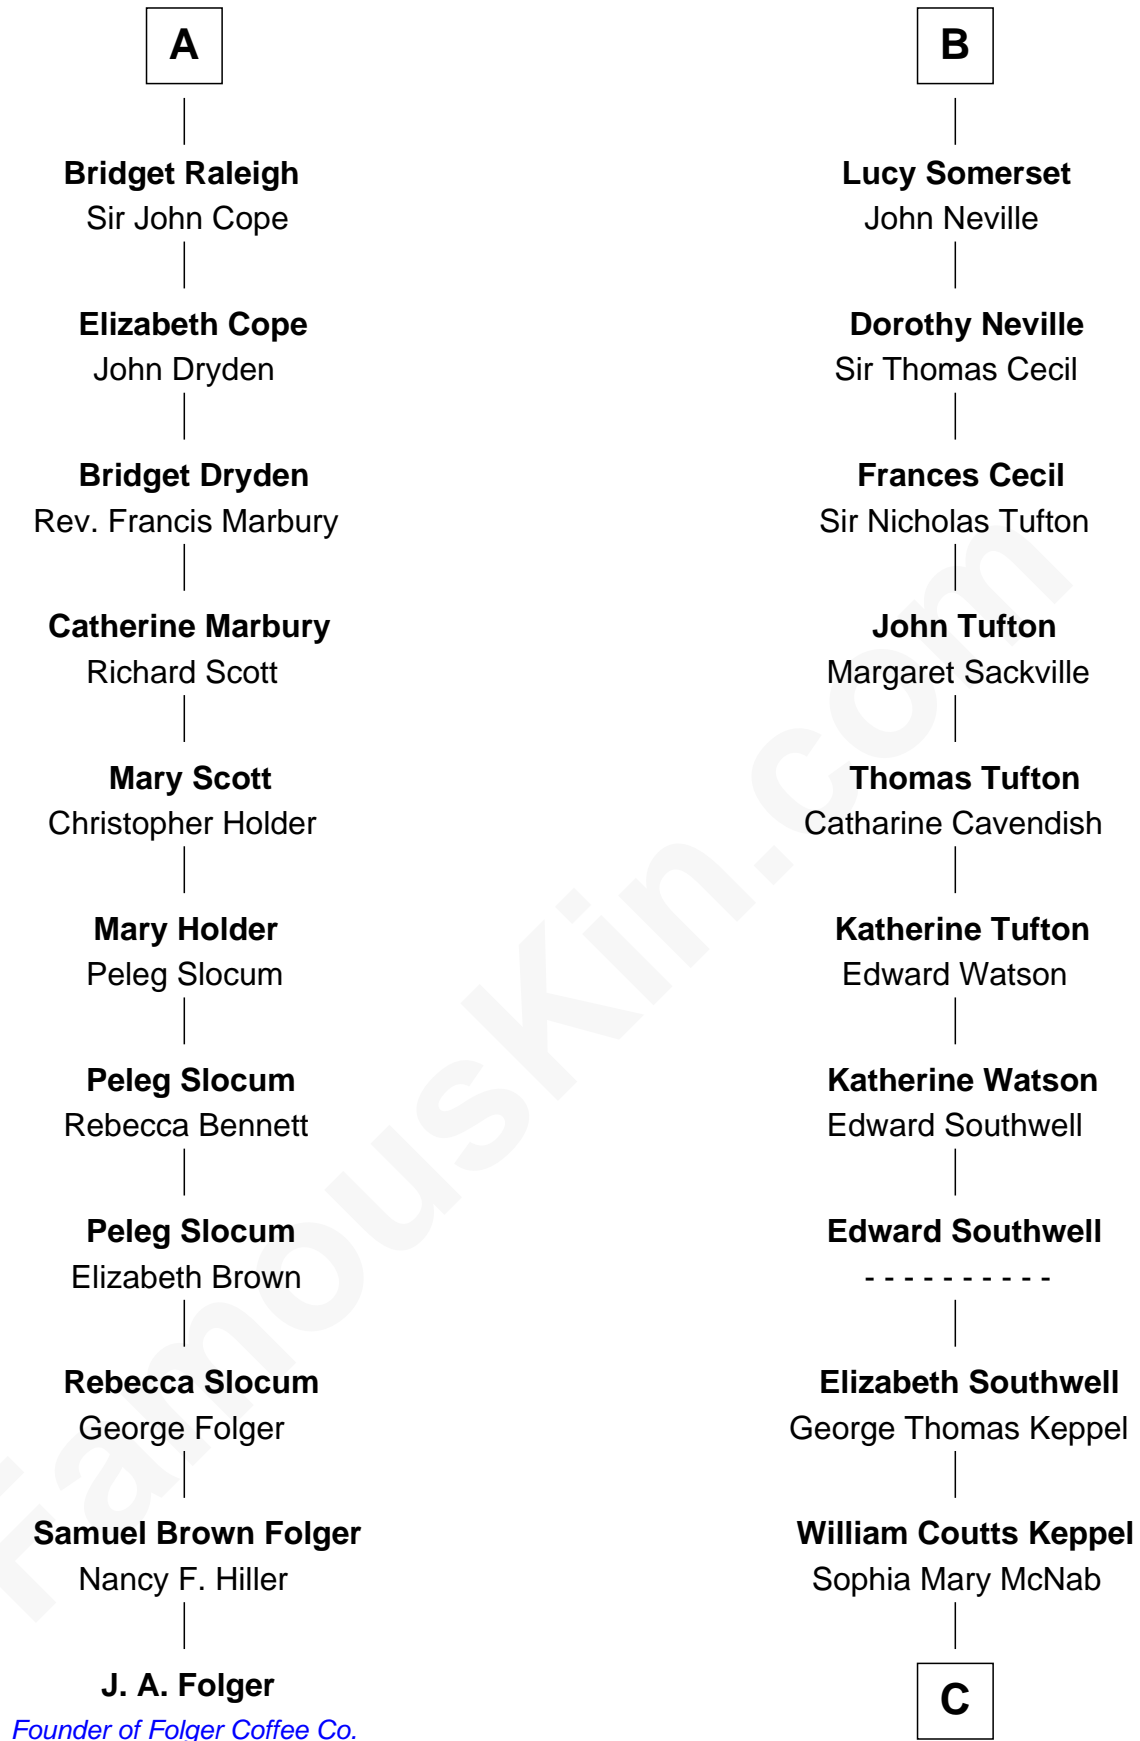 A
Bridget Raleigh
Sir John Cope
Elizabeth Cope
John Dryden
Bridget Dryden
Rev. Francis Marbury
Catherine Marbury
Richard Scott
Mary Scott
Christopher Holder
Mary Holder
Peleg Slocum
Peleg Slocum
Rebecca Bennett
Peleg Slocum
Elizabeth Brown
Rebecca Slocum
George Folger
Samuel Brown Folger
Nancy F. Hiller
J. A. Folger
Founder of Folger Coffee Co.
B
Lucy Somerset
John Neville
Dorothy Neville
Sir Thomas Cecil
Frances Cecil
Sir Nicholas Tufton
John Tufton
Margaret Sackville
Thomas Tufton
Catharine Cavendish
Katherine Tufton
Edward Watson
Katherine Watson
Edward Southwell
Edward Southwell
- - - - - - - - - -
Elizabeth Southwell
George Thomas Keppel
William Coutts Keppel
Sophia Mary McNab
C
FamousKin.com